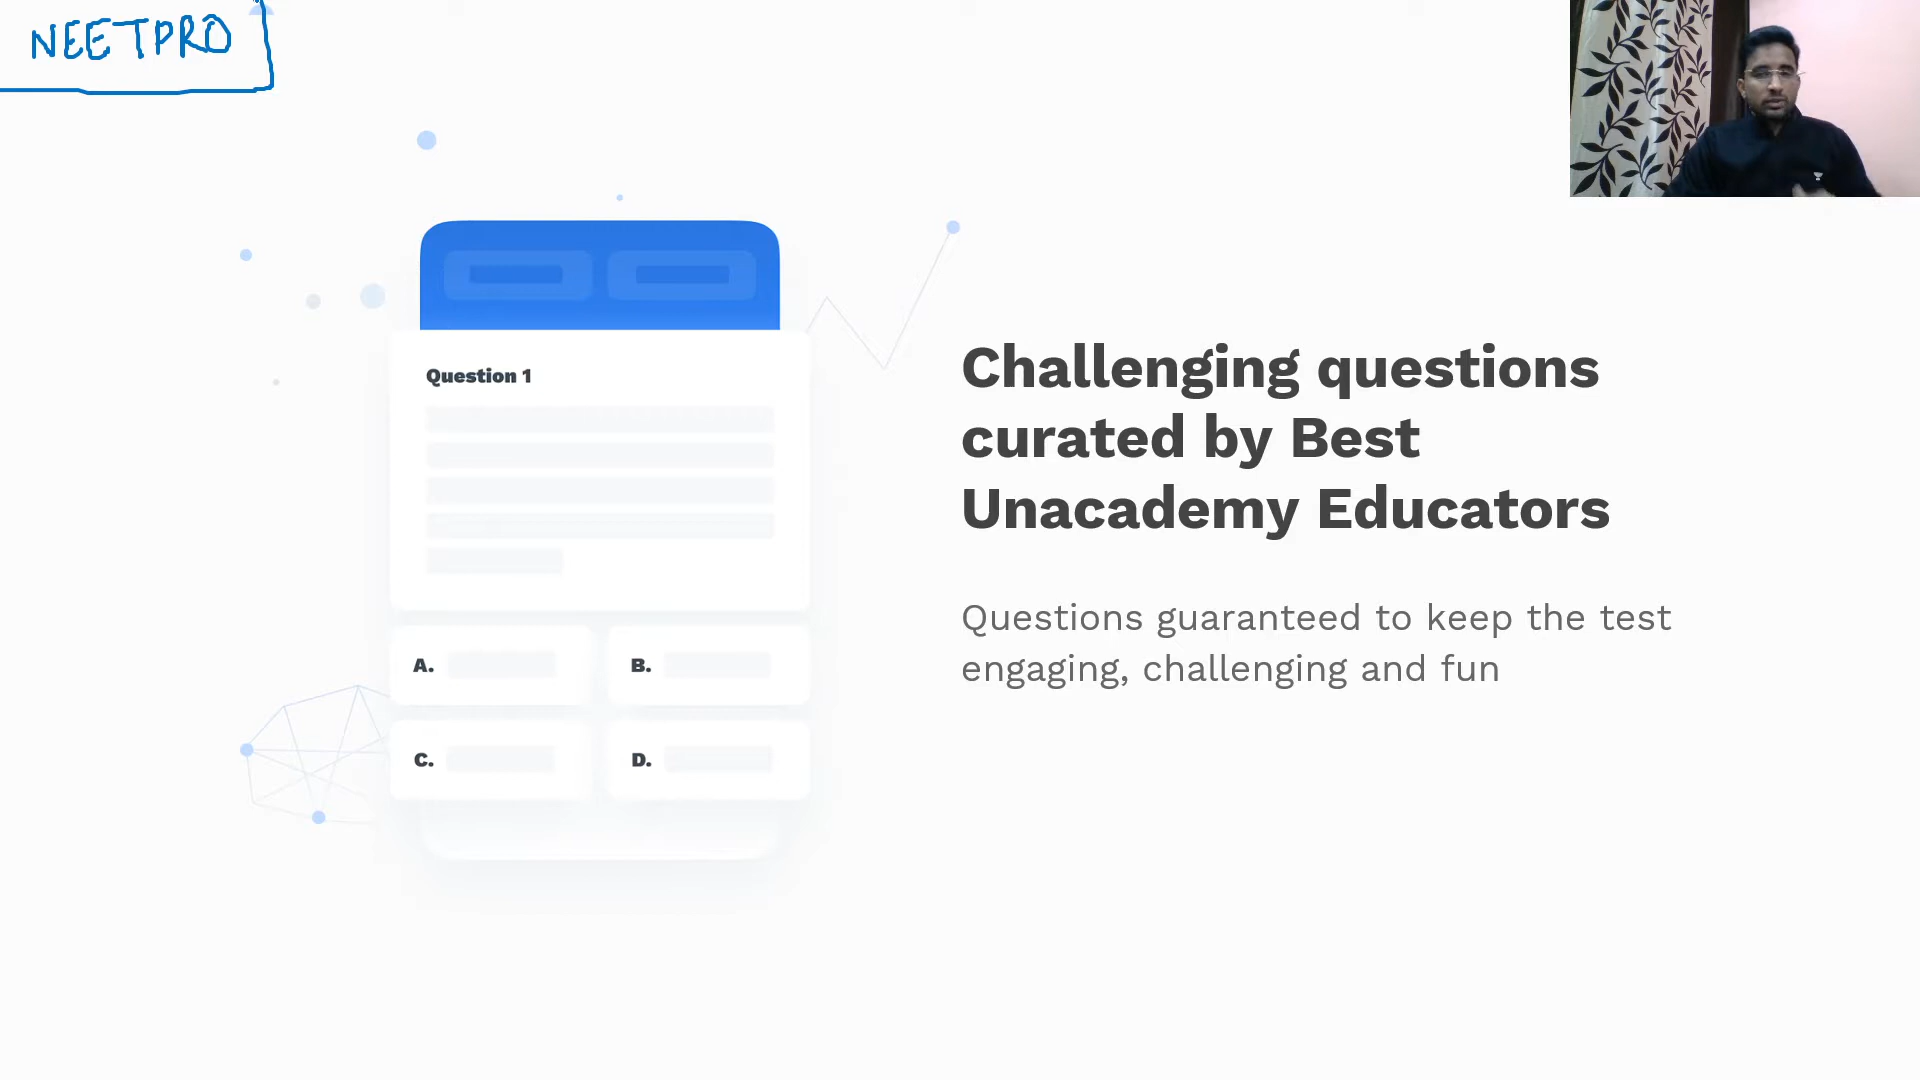 NEETPRO
Question 1
A.
B.
C.
D.
Challenging questions
curated by Best
Unacademy Educators
Questions guaranteed to keep the test
engaging, challenging and fun